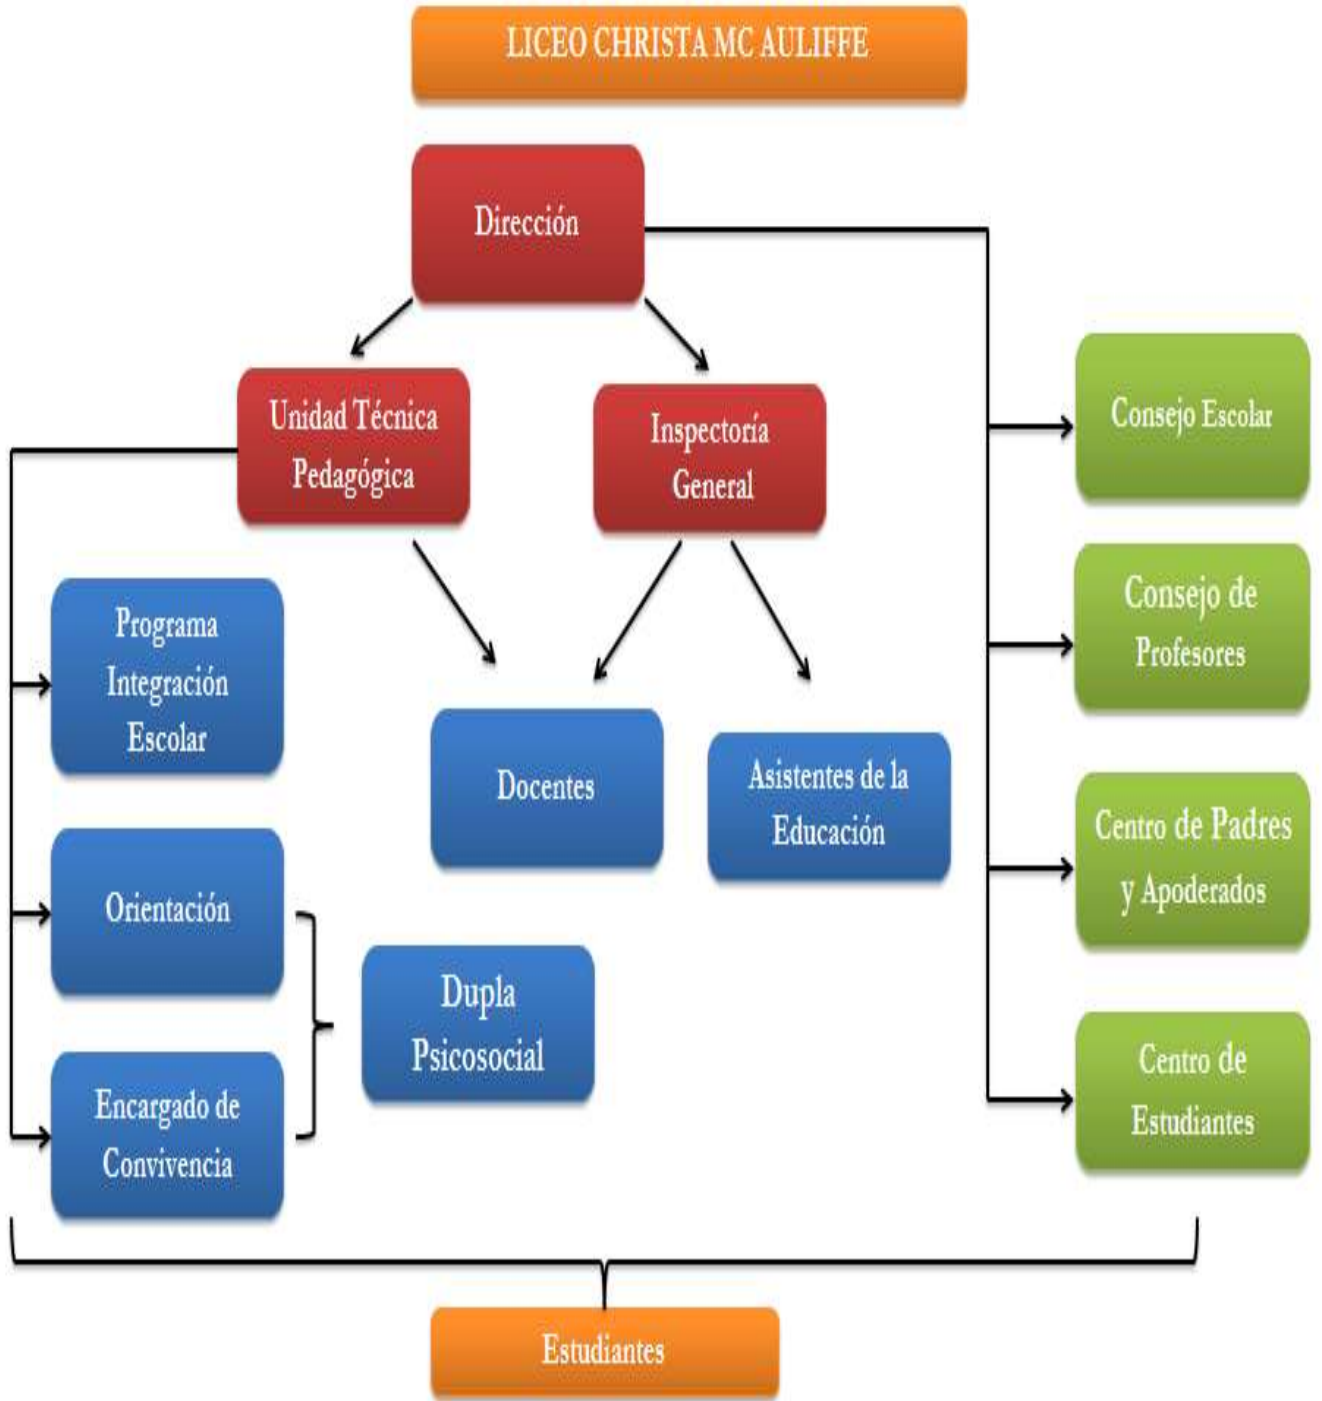 LICEO CHRISTA MC AULIFFE
Dirección
Unidad Técnica
Pedagógica
Inspectoría
General
Programa
Integración
Escolar
Orientación
Encargado de
Convivencia
Dupla
Psicosocial
Docentes
Asistentes de la
Educación
Consejo Escolar
Consejo de
Profesores
Centro de Padres
y Apoderados
Centro de
Estudiantes
Estudiantes